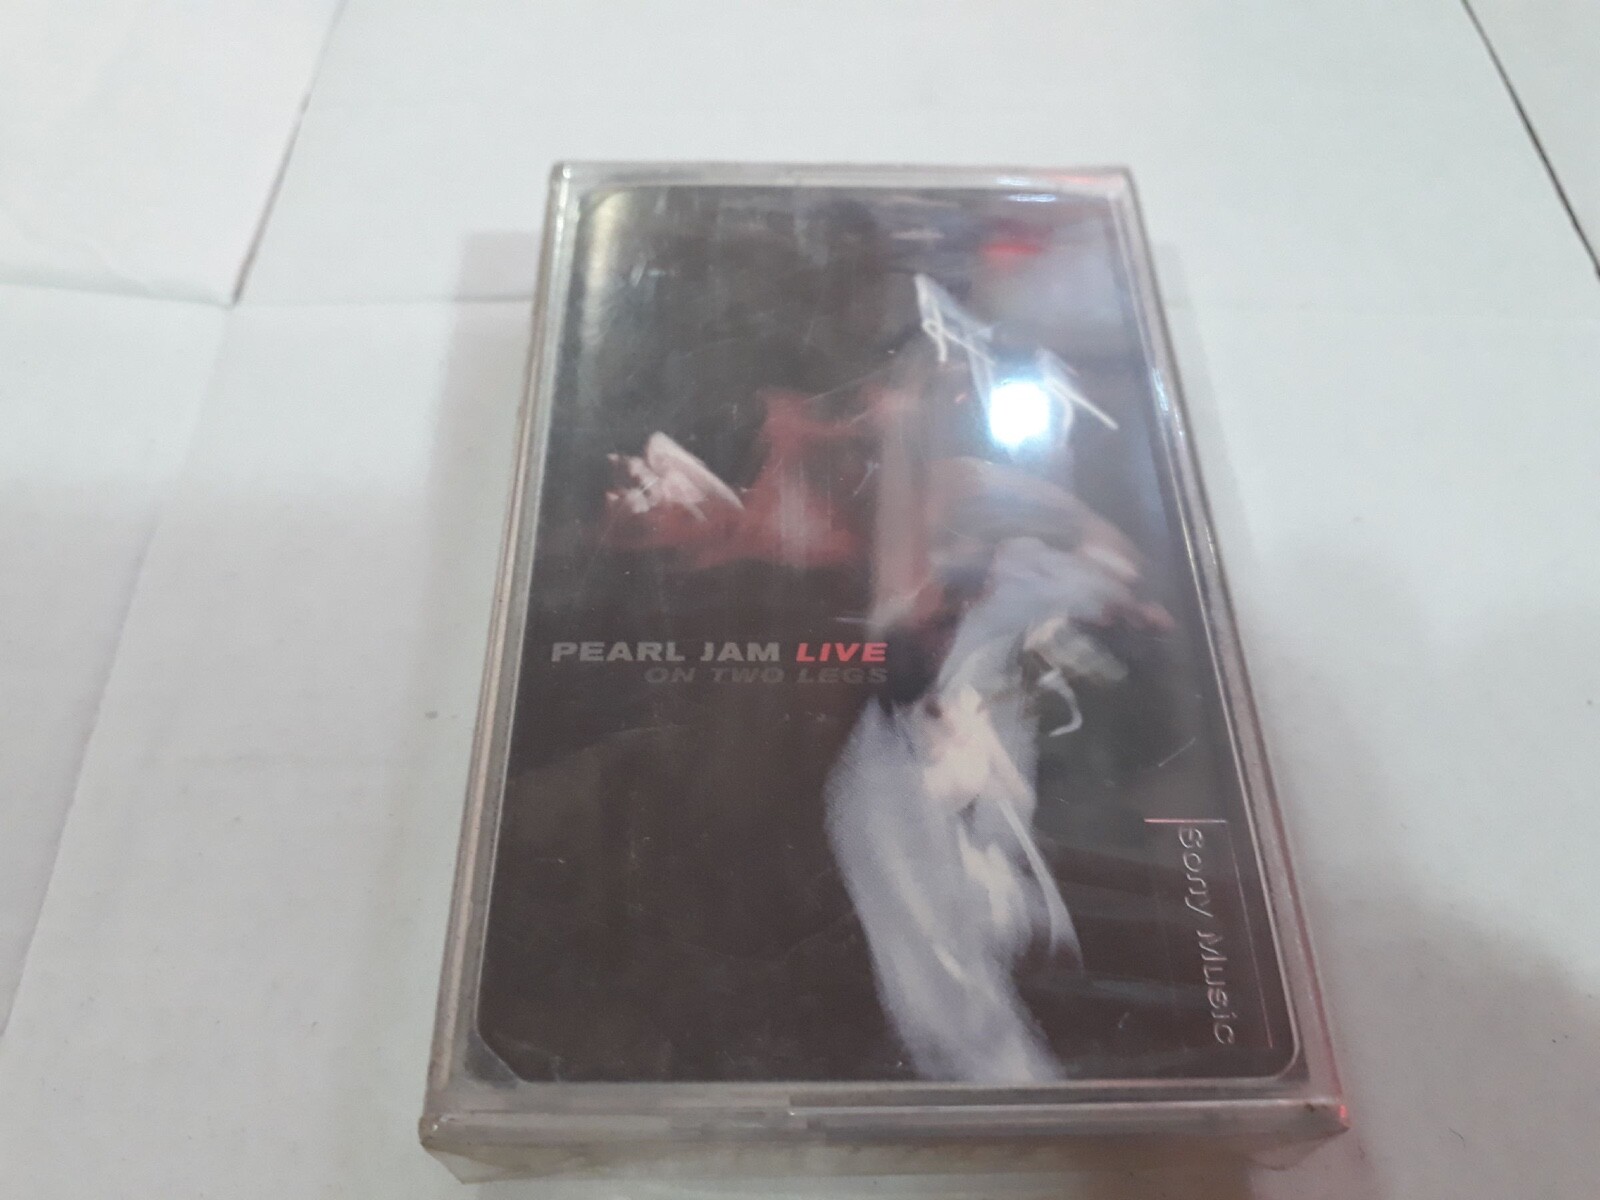 PEARL JAM LIVE
ON TWO LEGS
Sony Music